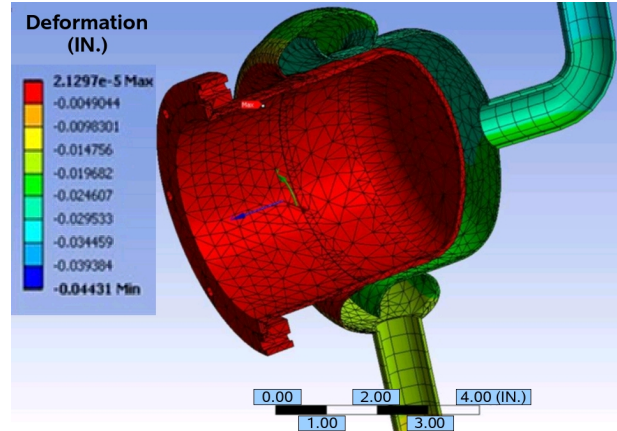 Deformation
(IN.)
2.1297e-5 Max
-0.0049044
-0.0098301
-0.014756
-0.019682
-0.024607
-0.029533
-0.034459
-0.039384
-0.04431 Min
Max
0.00 2.00 4.00 (IN.)
1.00 3.00